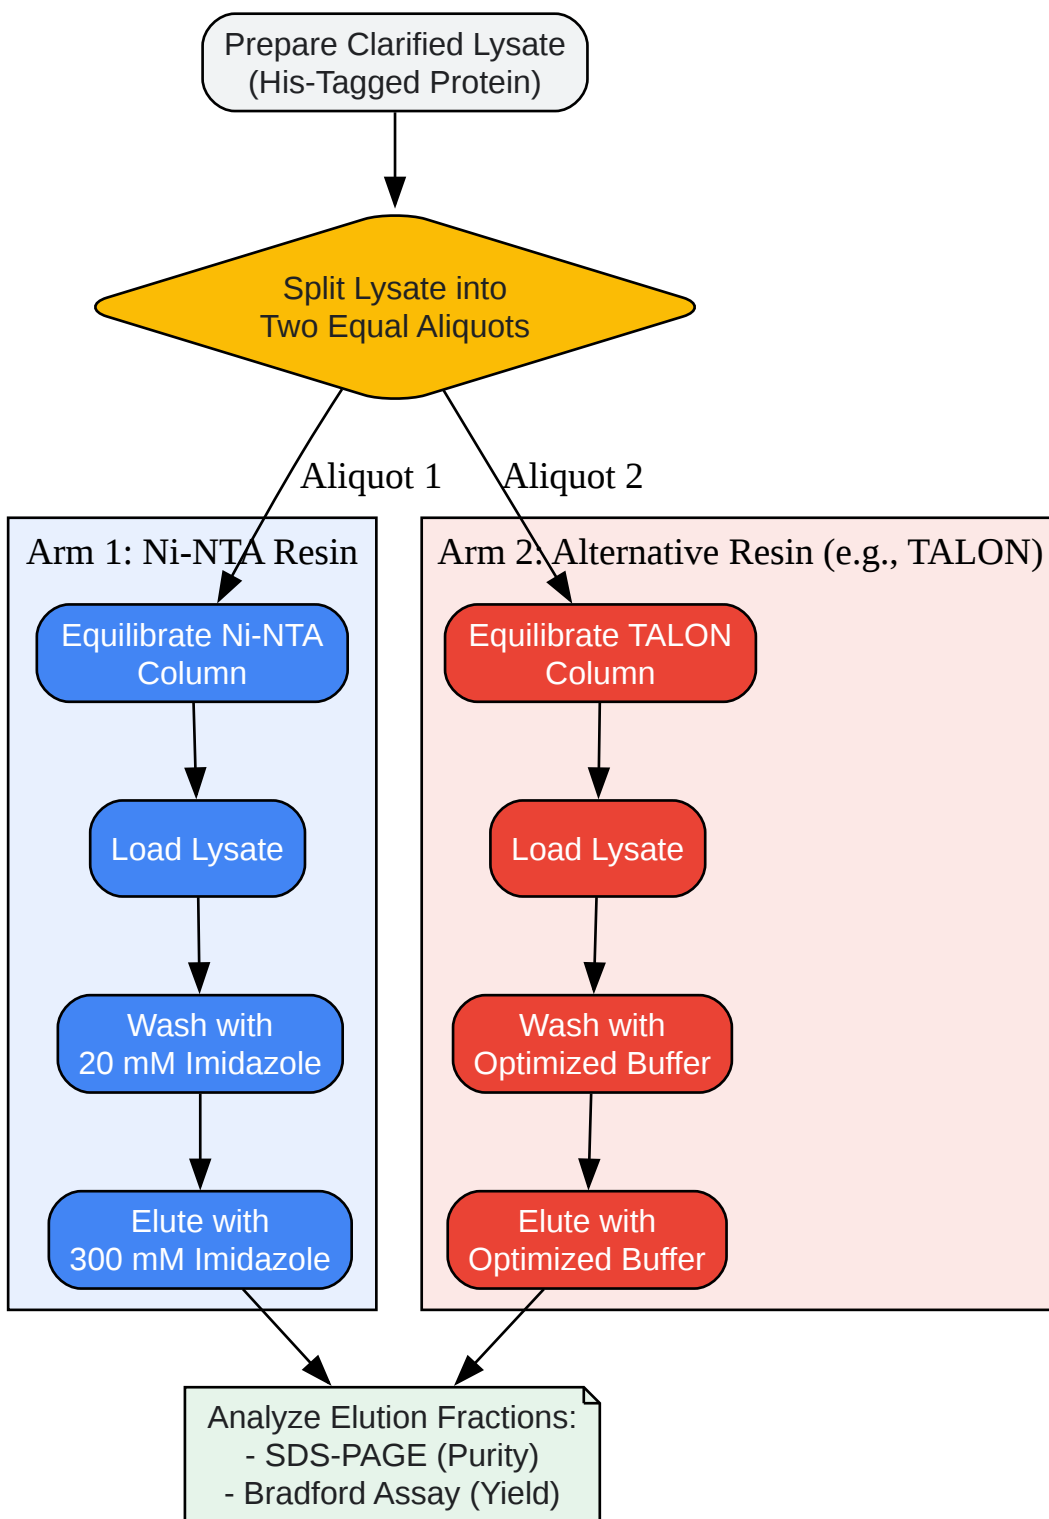 Prepare Clarified Lysate
(His-Tagged Protein)
Split Lysate into
Two Equal Aliquots
Aliquot 1
Aliquot 2
Arm 1: Ni-NTA Resin
Equilibrate Ni-NTA
Column
Load Lysate
Wash with
20 mM Imidazole
Elute with
300 mM Imidazole
Arm 2: Alternative Resin (e.g., TALON)
Equilibrate TALON
Column
Load Lysate
Wash with
Optimized Buffer
Elute with
Optimized Buffer
Analyze Elution Fractions:
- SDS-PAGE (Purity)
- Bradford Assay (Yield)